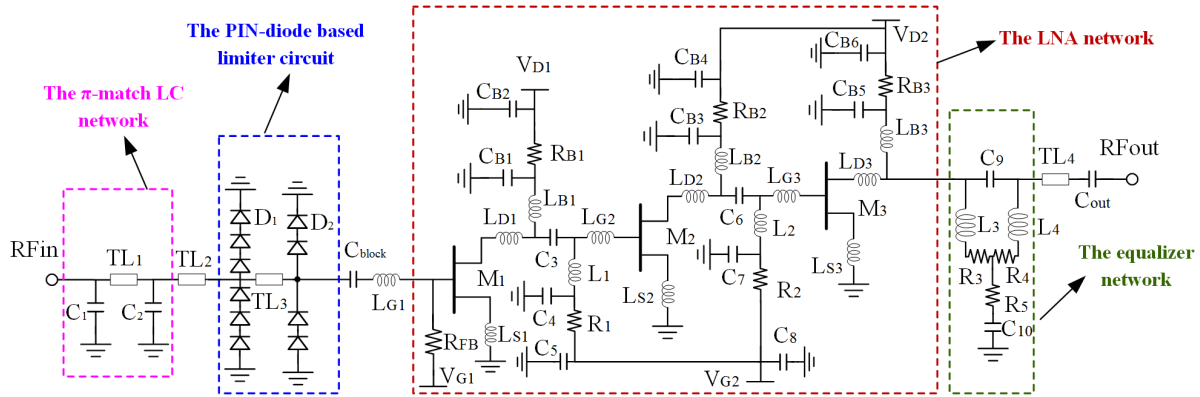 The PIN-diode based
limiter circuit
The LNA network
The π-match LC
network
The equalizer
network
RFin
TL1
TL2
TL3
C1
C2
D1
D2
Cblock
LG1
RFB
VG1
M1
LS1
LD1
VD1
CB2
CB1
RB1
LB1
C3
LG2
L1
C4
R1
C5
M2
LS2
LD2
CB4
CB3
RB2
LB2
C6
LG3
L2
C7
R2
C8
VG2
VD2
CB6
CB5
RB3
LB3
LD3
M3
LS3
C9
L3
L4
R3
R4
R5
C10
TL4
Cout
RFout